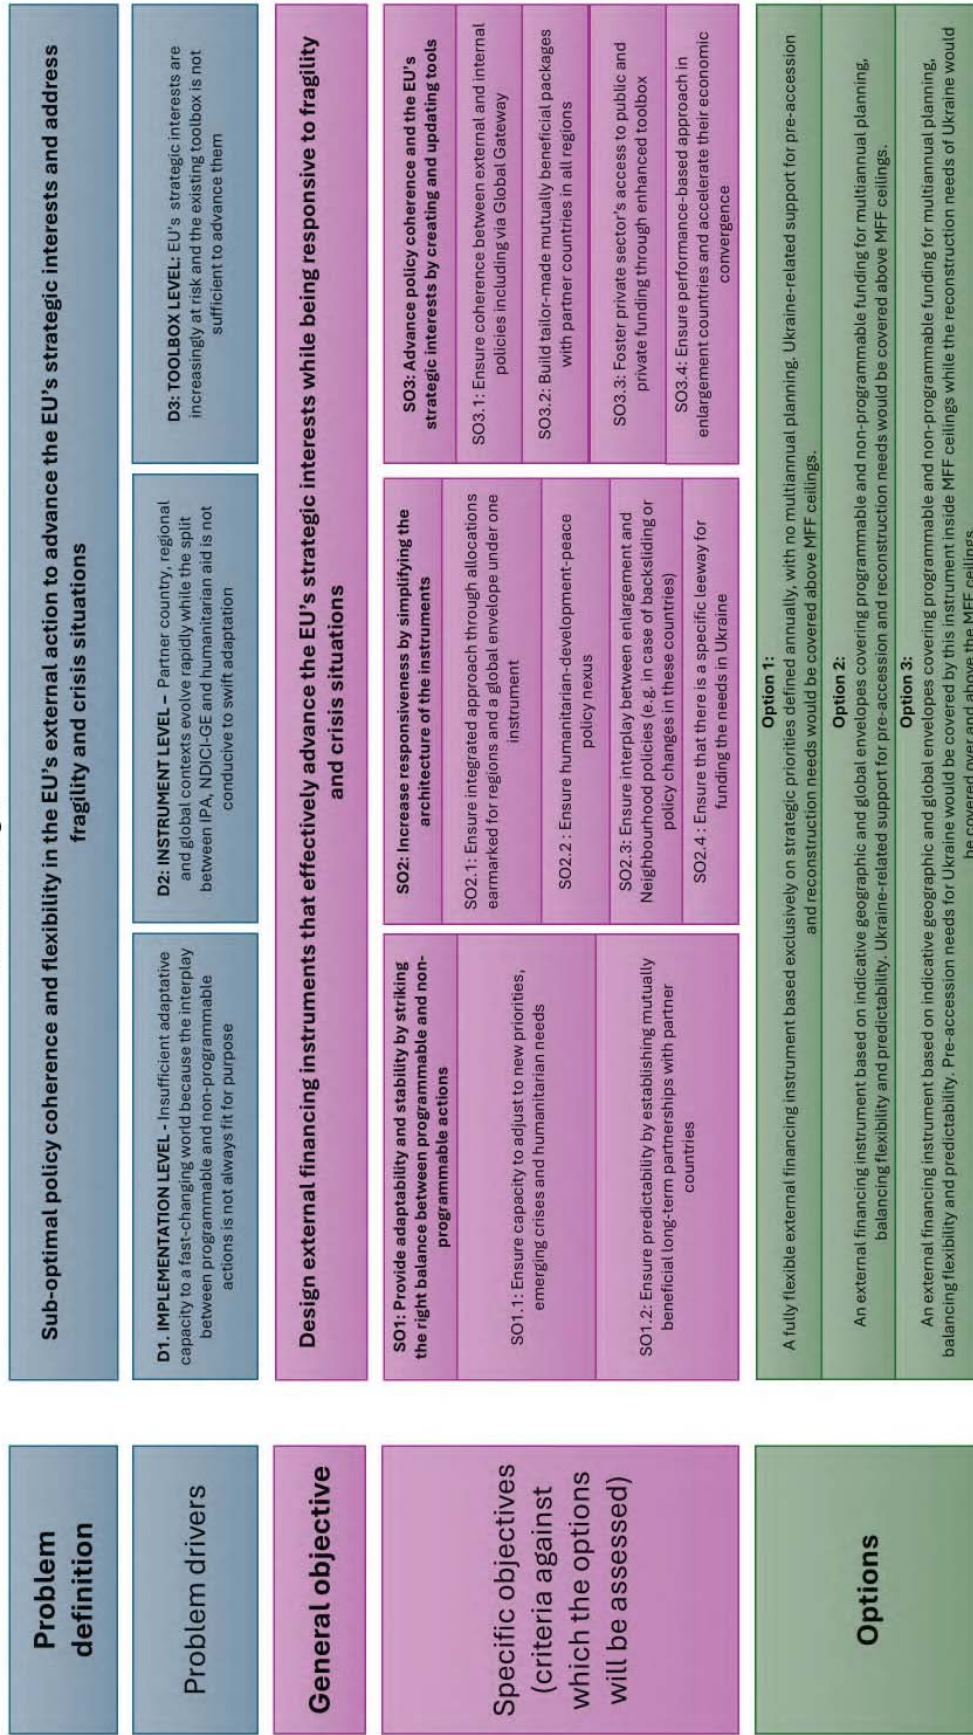 Problem
definition
Sub-optimal policy coherence and flexibility in the EU's external action to advance the EU's strategic interests and address
fragility and crisis situations
Problem drivers
D1. IMPLEMENTATION LEVEL - Insufficient adaptative
capacity to a fast-changing world because the interplay
between programmable and non-programmable
actions is not always fit for purpose
D2: INSTRUMENT LEVEL – Partner country, regional
and global contexts evolve rapidly while the split
between IPA, NDICI-GE and humanitarian aid is not
conducive to swift adaptation
D3: TOOLBOX LEVEL: EU's strategic interests are
increasingly at risk and the existing toolbox is not
sufficient to advance them
General objective
Design external financing instruments that effectively advance the EU's strategic interests while being responsive to fragility
and crisis situations
Specific objectives
(criteria against
which the options
will be assessed)
SO1: Provide adaptability and stability by striking
the right balance between programmable and non-
programmable actions
SO1.1: Ensure capacity to adjust to new priorities,
emerging crises and humanitarian needs
SO1.2: Ensure predictability by establishing mutually
beneficial long-term partnerships with partner
countries
SO2: Increase responsiveness by simplifying the
architecture of the instruments
SO2.1: Ensure integrated approach through allocations
earmarked for regions and a global envelope under one
instrument
SO2.2 : Ensure humanitarian-development-peace
policy nexus
SO2.3: Ensure interplay between enlargement and
Neighbourhood policies (e.g. in case of backsliding or
policy changes in these countries)
SO2.4 : Ensure that there is a specific leeway for
funding the needs in Ukraine
SO3: Advance policy coherence and the EU's
strategic interests by creating and updating tools
SO3.1: Ensure coherence between external and internal
policies including via Global Gateway
SO3.2: Build tailor-made mutually beneficial packages
with partner countries in all regions
SO3.3: Foster private sector's access to public and
private funding through enhanced toolbox
SO3.4: Ensure performance-based approach in
enlargement countries and accelerate their economic
convergence
Options
Option 1:
A fully flexible external financing instrument based exclusively on strategic priorities defined annually, with no multiannual planning. Ukraine-related support for pre-accession
and reconstruction needs would be covered above MFF ceilings.
Option 2:
An external financing instrument based on indicative geographic and global envelopes covering programmable and non-programmable funding for multiannual planning,
balancing flexibility and predictability. Ukraine-related support for pre-accession and reconstruction needs would be covered above MFF ceilings.
Option 3:
An external financing instrument based on indicative geographic and global envelopes covering programmable and non-programmable funding for multiannual planning,
balancing flexibility and predictability. Pre-accession needs for Ukraine would be covered by this instrument inside MFF ceilings while the reconstruction needs of Ukraine would
be covered over and above the MFF ceilings